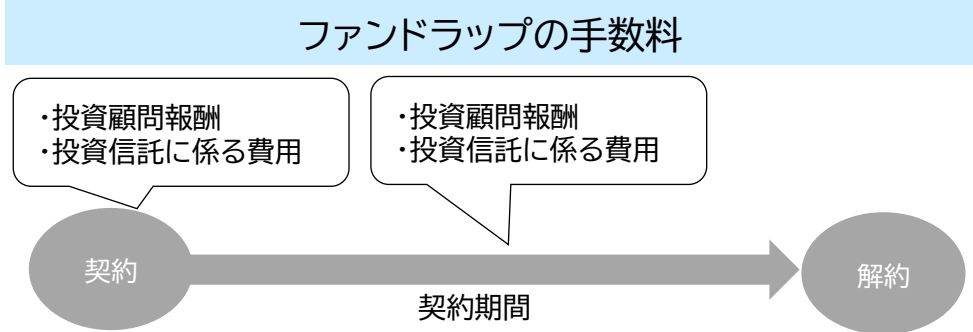 ファンドラップの手数料
・投資顧問報酬
・投資信託に係る費用
・投資顧問報酬
・投資信託に係る費用
契約
解約
契約期間